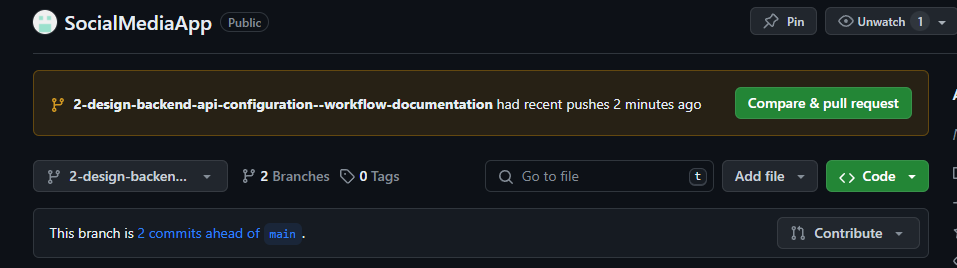 SocialMediaApp Public Pin Unwatch 1
2-design-backend-api-configuration--workflow-documentation had recent pushes 2 minutes ago Compare & pull request
2-design-backen... 2 Branches 0 Tags Go to file t Add file Code
This branch is 2 commits ahead of main. Contribute